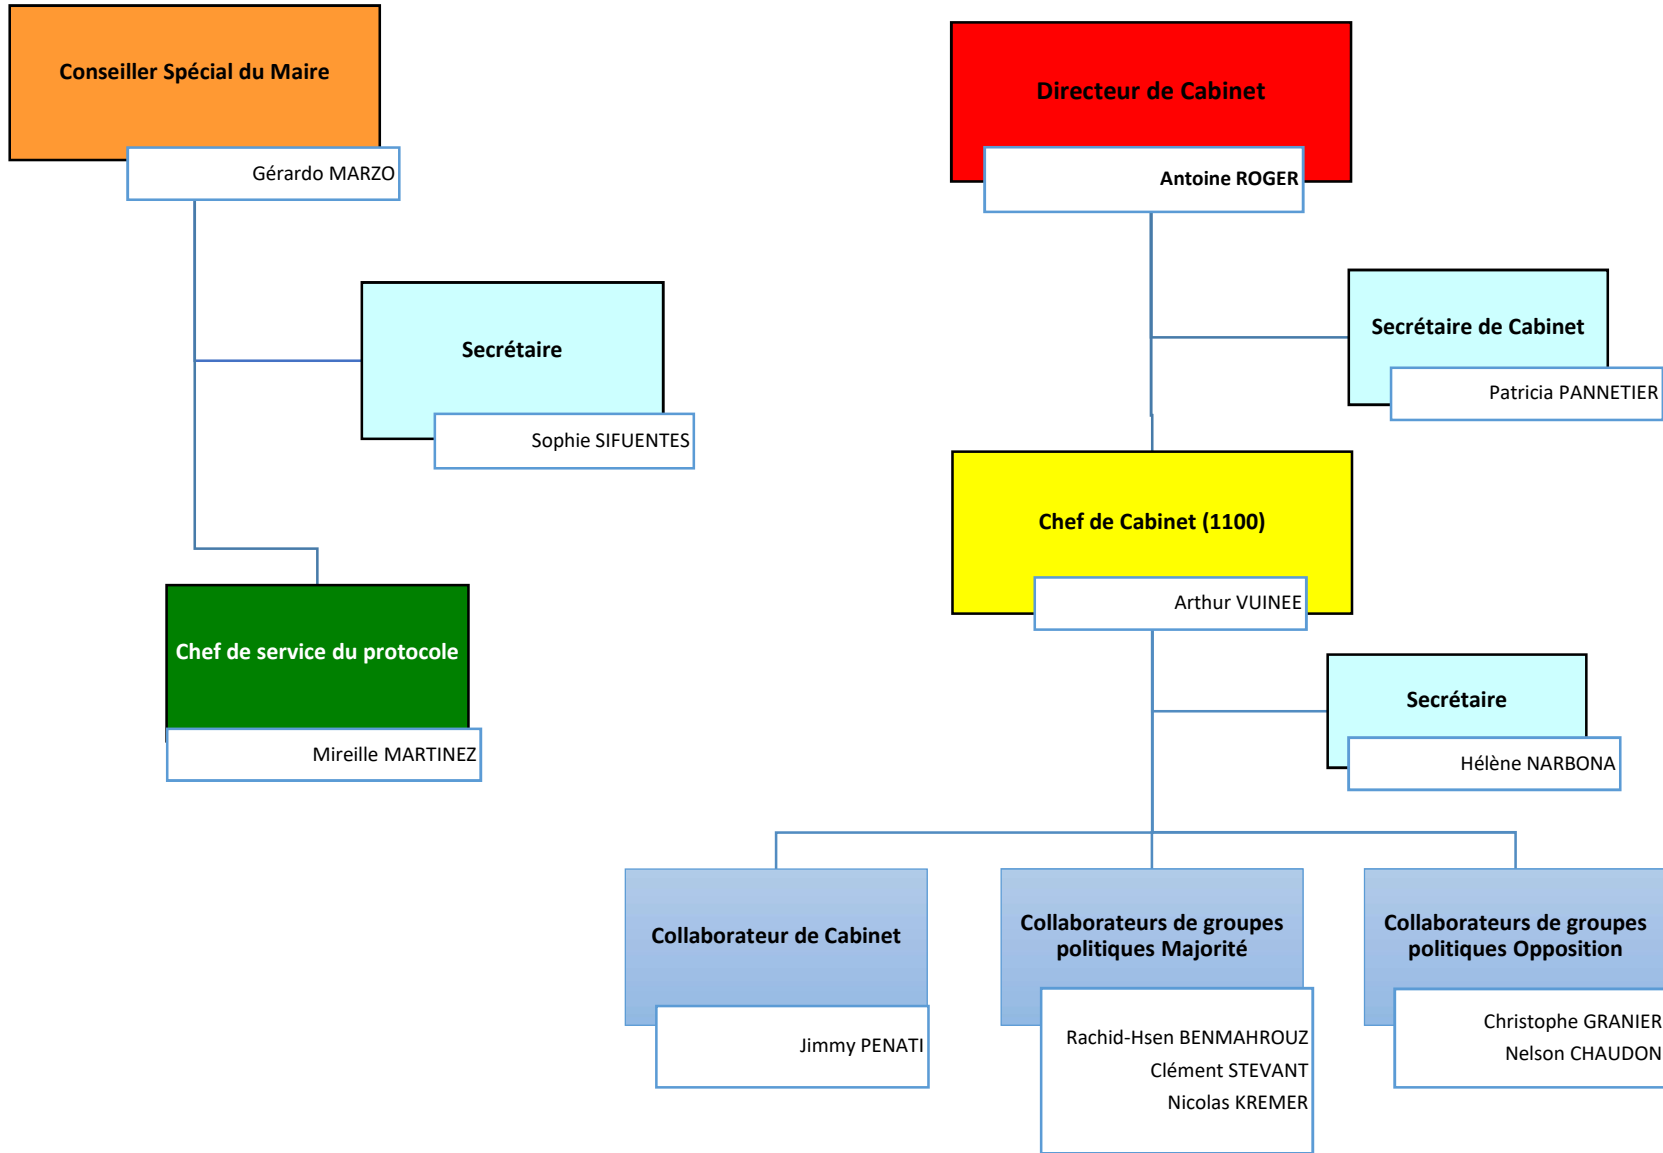 Conseiller Spécial du Maire
Gérardo MARZO
Secrétaire
Sophie SIFUENTES
Chef de service du protocole
Mireille MARTINEZ
Directeur de Cabinet
Antoine ROGER
Secrétaire de Cabinet
Patricia PANNETIER
Chef de Cabinet (1100)
Arthur VUINEE
Secrétaire
Hélène NARBONA
Collaborateur de Cabinet
Jimmy PENATI
Collaborateurs de groupes
politiques Majorité
Rachid-Hsen BENMAHROUZ
Clément STEVANT
Nicolas KREMER
Collaborateurs de groupes
politiques Opposition
Christophe GRANIER
Nelson CHAUDON